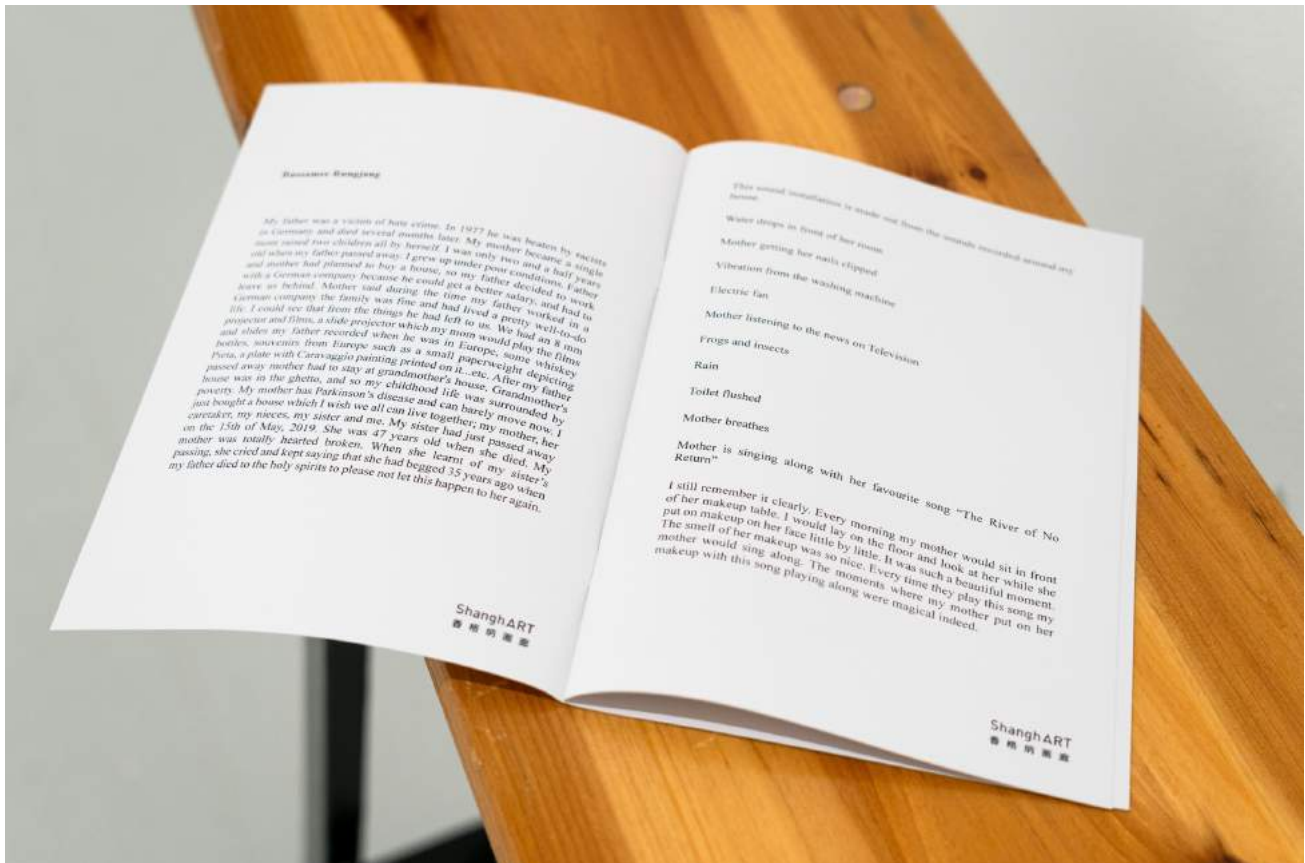 My father was a victim of hate crime. In 1977 he was beaten by racists
in Germany and died several months later. My mother became a single
mom raised two children all by herself. I was only two and a half years
old when my father passed away. I grew up under poor conditions. Father
and mother had planned to buy a house, so my father decided to work
with a German company because he could get a better salary, and had to
leave us behind. Mother said during the time my father worked in a
German company the family was fine and had lived a pretty well-to-do
life. I could see that from the things he had left to us. We had an 8 mm
projector and films, a slide projector which my mom would play the films
and slides my father recorded when he was in Europe, some whiskey
bottles, souvenirs from Europe such as a small paperweight depicting
Pieta, a plate with Caravaggio painting printed on it...etc. After my father
passed away mother had to stay at grandmother's house, Grandmother's
house was in the ghetto, and so my childhood life was surrounded by
poverty. My mother has Parkinson's disease and can barely move now. I
just bought a house which I wish we all can live together; my mother, her
caretaker, my nieces, my sister and me. My sister had just passed away
on the 15th of May, 2019. She was 47 years old when she died. My
mother was totally hearted broken. When she learnt of my sister's
passing, she cried and kept saying that she had begged 35 years ago when
my father died to the holy spirits to please not let this happen to her again.
ShanghART
香格纳画廊
This sound installation is made out from the sounds recorded around my
house.
Water drops in front of her room
Mother getting her nails clipped
Vibration from the washing machine
Electric fan
Mother listening to the news on Television
Frogs and insects
Rain
Toilet flushed
Mother breathes
Mother is singing along with her favourite song "The River of No
Return"
I still remember it clearly. Every morning my mother would sit in front
of her makeup table. I would lay on the floor and look at her while she
put on makeup on her face little by little. It was such a beautiful moment.
The smell of her makeup was so nice. Every time they play this song my
mother would sing along. The moments where my mother put on her
makeup with this song playing along were magical indeed.
ShanghART
香格纳画廊